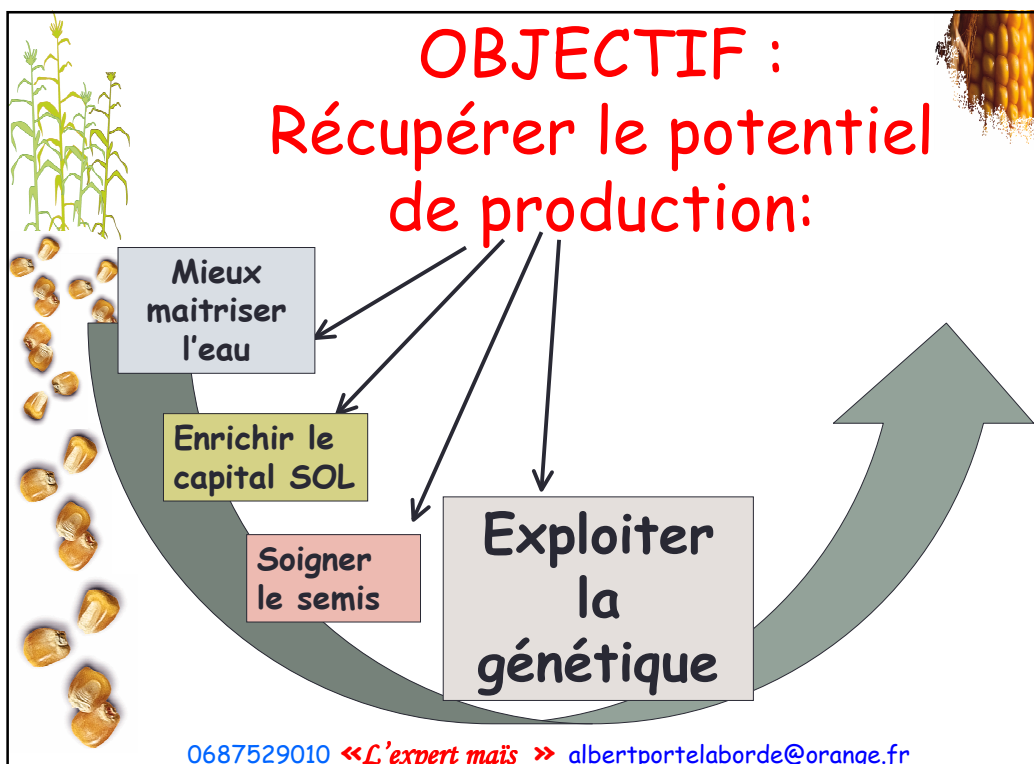 OBJECTIF :
Récupérer le potentiel
de production:
Mieux
maitriser
l'eau
Enrichir le
capital SOL
Soigner
le semis
Exploiter
la
génétique
0687529010 «L'expert maïs » albertportelaborde@orange.fr